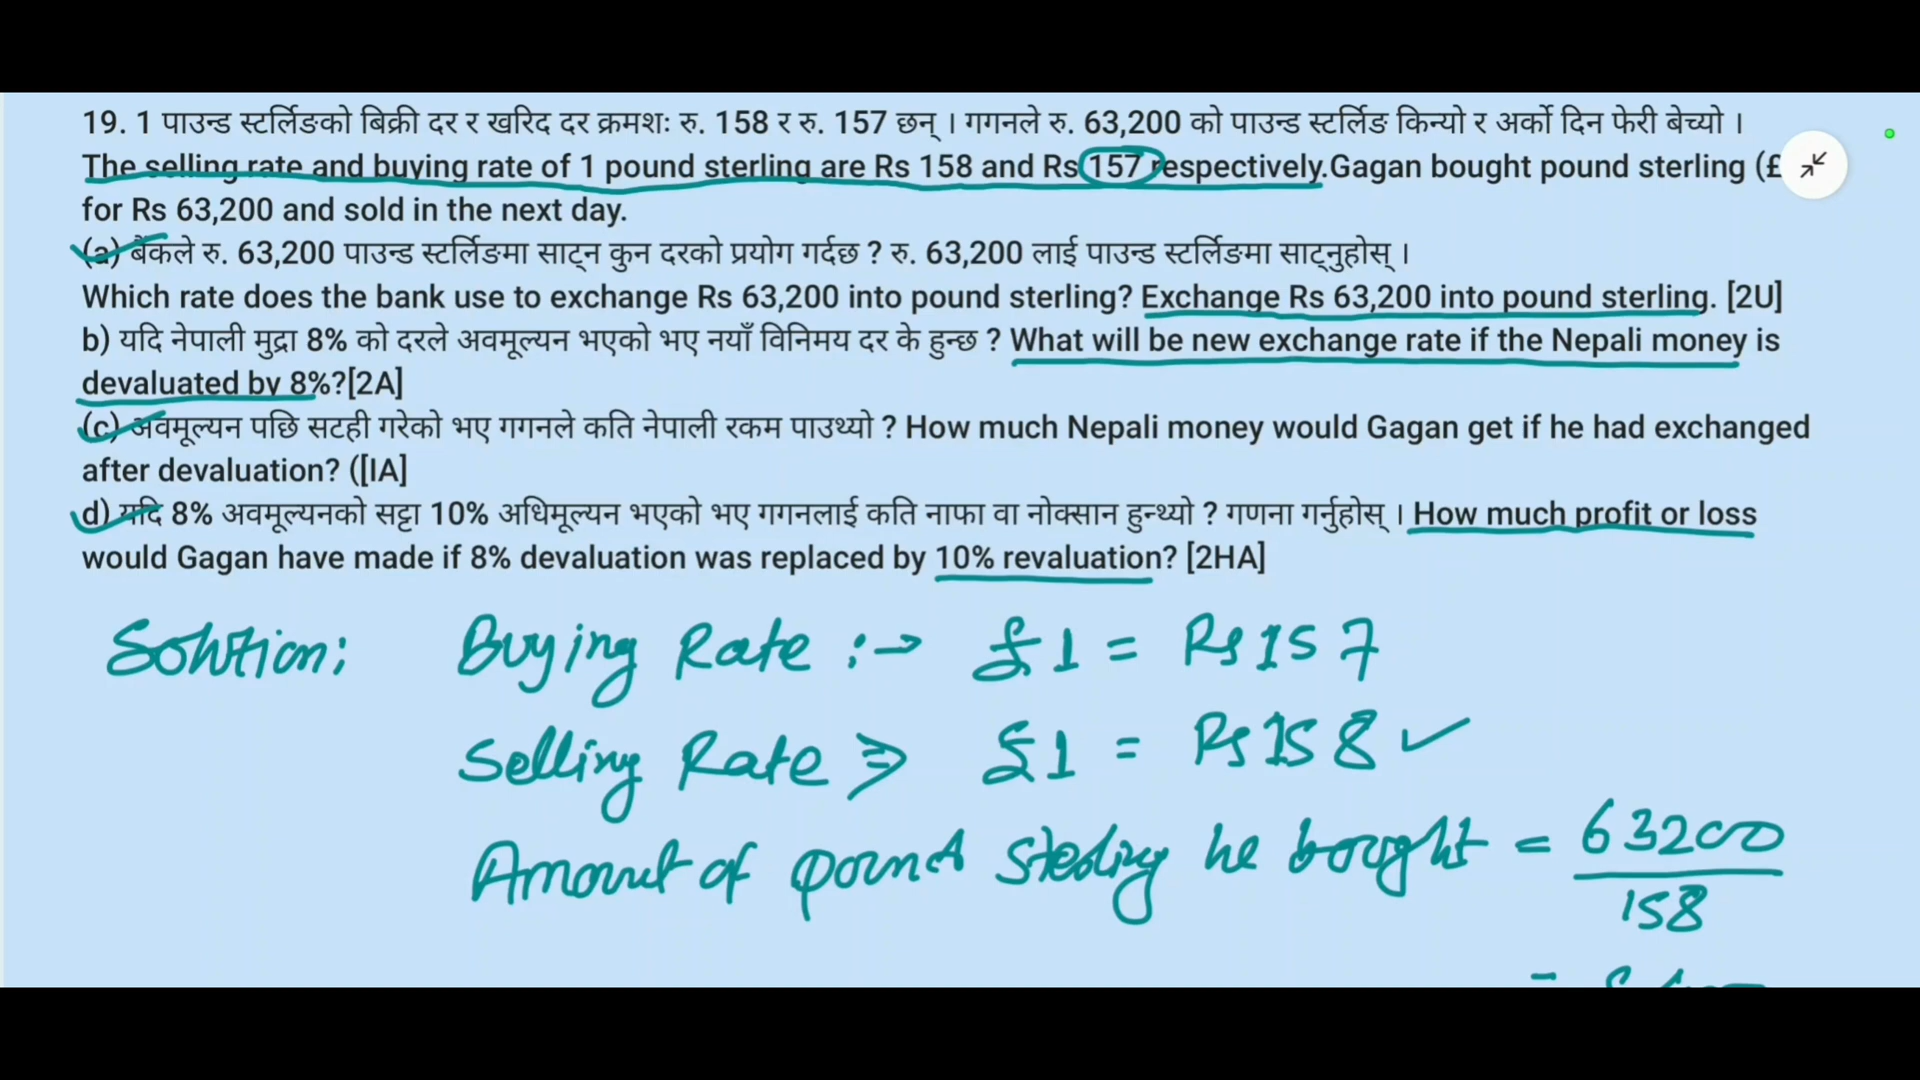 19. 1 पाउन्ड स्टर्लिङको बिक्री दर र खरिद दर क्रमशः रु. 158 र रु. 157 छन् । गगनले रु. 63,200 को पाउन्ड स्टर्लिङ किन्यो र अर्को दिन फेरी बेच्यो ।
The selling rate and buying rate of 1 pound sterling are Rs 158 and Rs 157 respectively.Gagan bought pound sterling (£
for Rs 63,200 and sold in the next day.
(a) बैंकले रु. 63,200 पाउन्ड स्टर्लिङमा साट्न कुन दरको प्रयोग गर्दछ ? रु. 63,200 लाई पाउन्ड स्टर्लिङमा साट्नुहोस् ।
Which rate does the bank use to exchange Rs 63,200 into pound sterling? Exchange Rs 63,200 into pound sterling. [2U]
b) यदि नेपाली मुद्रा 8% को दरले अवमूल्यन भएको भए नयाँ विनिमय दर के हुन्छ ? What will be new exchange rate if the Nepali money is
devaluated by 8%?[2A]
(c) अवमूल्यन पछि सटही गरेको भए गगनले कति नेपाली रकम पाउथ्यो ? How much Nepali money would Gagan get if he had exchanged
after devaluation? ([IA]
d) यदि 8% अवमूल्यनको सट्टा 10% अधिमूल्यन भएको भए गगनलाई कति नाफा वा नोक्सान हुन्थ्यो ? गणना गर्नुहोस् । How much profit or loss
would Gagan have made if 8% devaluation was replaced by 10% revaluation? [2HA]
Solution: Buying Rate :→ £1 = Rs 157
Selling Rate ⇒ £1 = Rs 158 ✓
Amount of pound sterling he bought = 63200
158
=